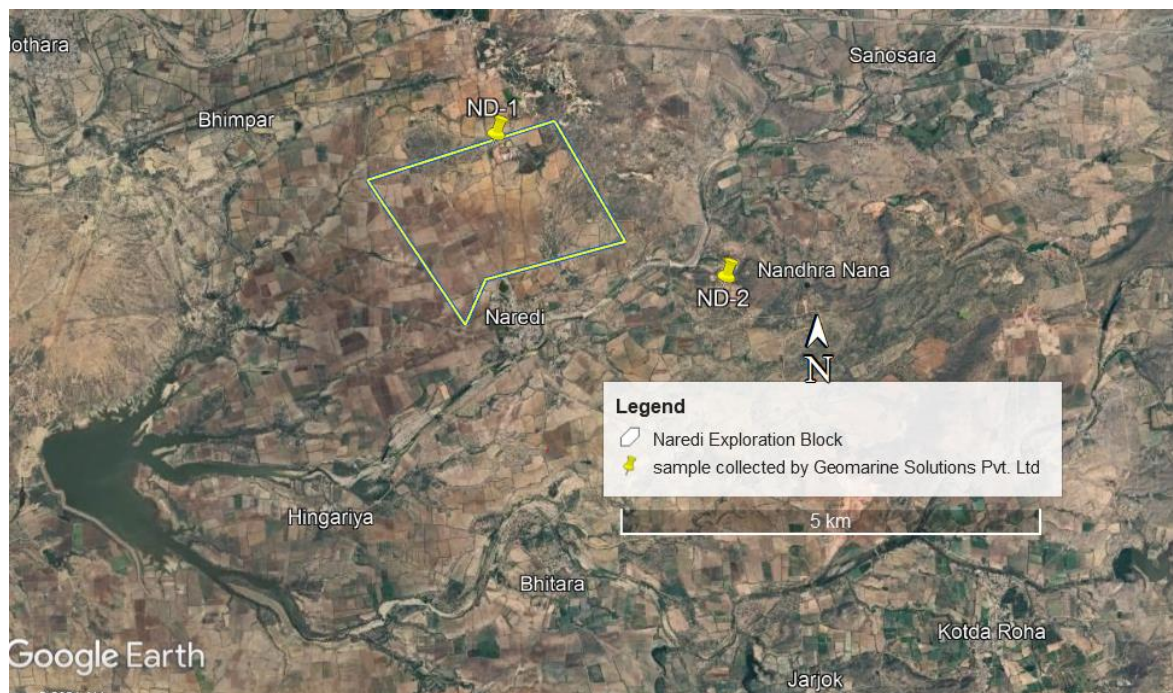 Sanosara
ND-1
Bhimpar
Nandhra Nana
ND-2
Naredi
N
Legend
Naredi Exploration Block
sample collected by Geomarine Solutions Pvt. Ltd
5 km
Hingariya
Bhitara
Kotda Roha
Google Earth
Jarjok